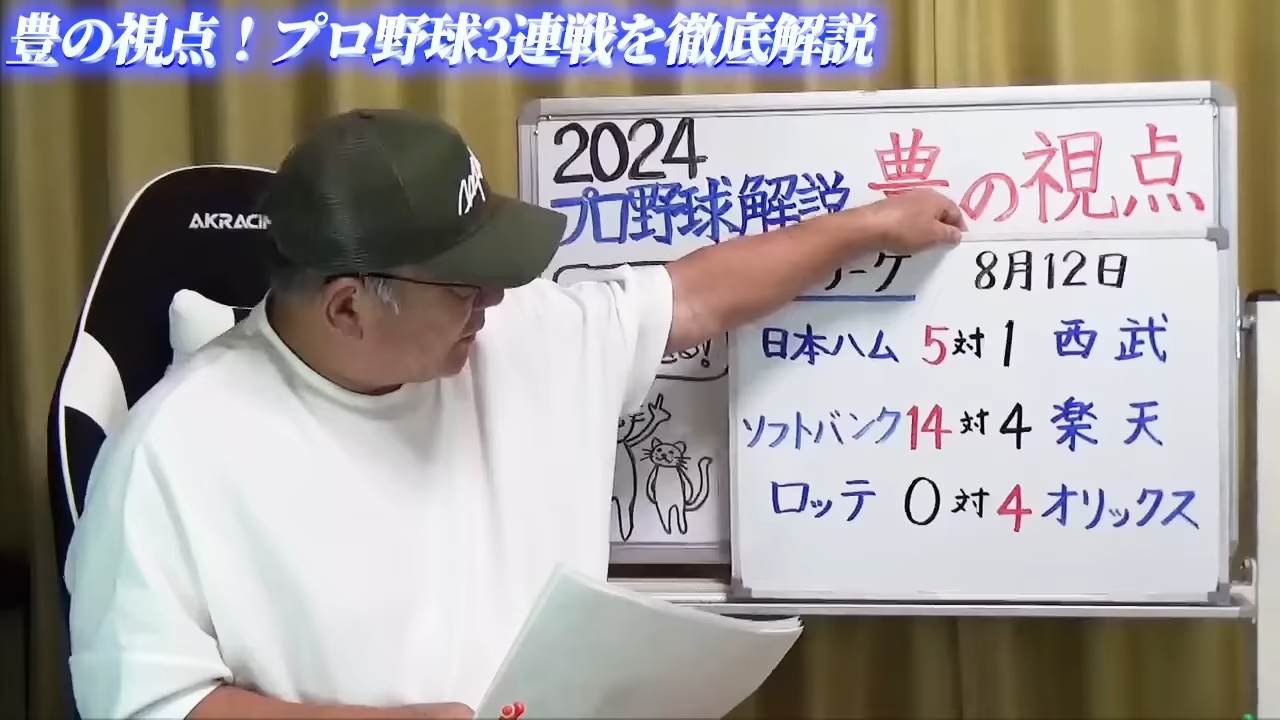 豊の視点！プロ野球3連戦を徹底解説
AKRACIN
2024
プロ野球解説
豊の視点
リーグ
8月12日
日本ハム 5対1 西武
ソフトバンク 14対4 楽天
ロッテ 0対4 オリックス